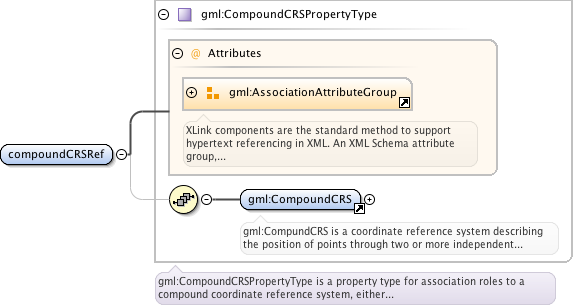 gml:CompoundCRSPropertyType
@ Attributes
gml:AssociationAttributeGroup
XLink components are the standard method to support
hypertext referencing in XML. An XML Schema attribute
group,...
compoundCRSRef
gml:CompoundCRS
gml:CompundCRS is a coordinate reference system describing
the position of points through two or more independent...
gml:CompoundCRSPropertyType is a property type for association roles to a
compound coordinate reference system, either...